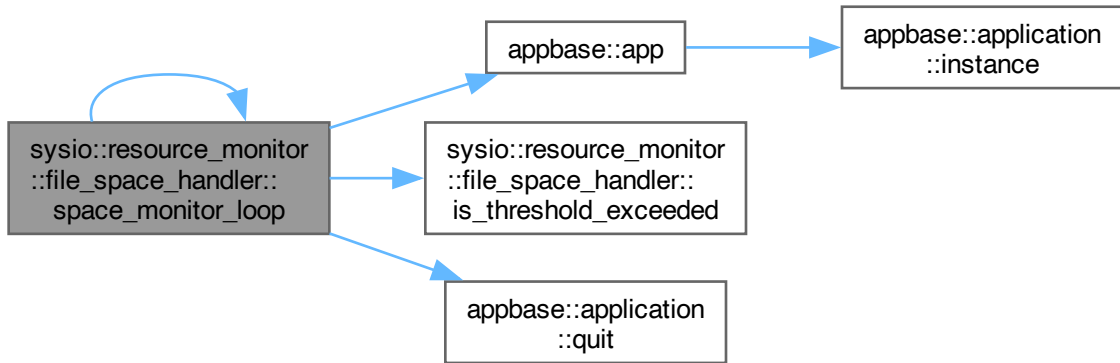 sysio::resource_monitor
::file_space_handler::
space_monitor_loop
appbase::app
appbase::application
::instance
sysio::resource_monitor
::file_space_handler::
is_threshold_exceeded
appbase::application
::quit